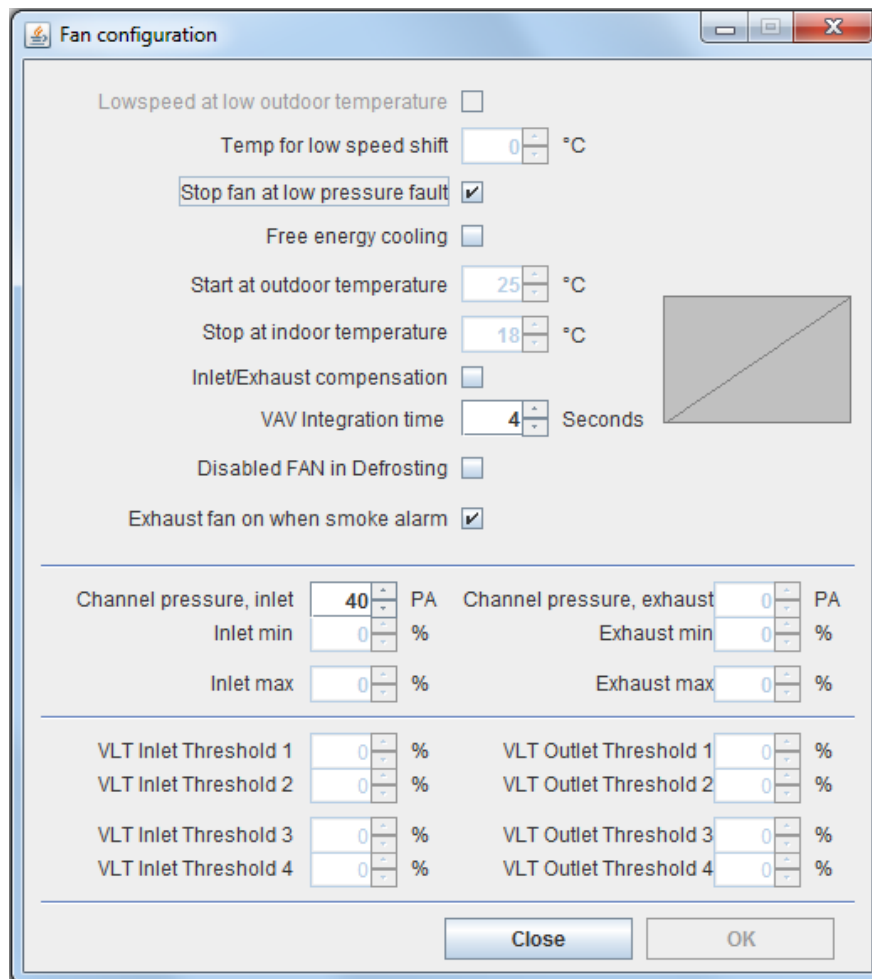 Fan configuration
Lowspeed at low outdoor temperature
Temp for low speed shift 0 °C
Stop fan at low pressure fault
Free energy cooling
Start at outdoor temperature 25 °C
Stop at indoor temperature 18 °C
Inlet/Exhaust compensation
VAV Integration time 4 Seconds
Disabled FAN in Defrosting
Exhaust fan on when smoke alarm
Channel pressure, inlet 40 PA Channel pressure, exhaust 0 PA
Inlet min 0 % Exhaust min 0 %
Inlet max 0 % Exhaust max 0 %
VLT Inlet Threshold 1 0 % VLT Outlet Threshold 1 0 %
VLT Inlet Threshold 2 0 % VLT Outlet Threshold 2 0 %
VLT Inlet Threshold 3 0 % VLT Outlet Threshold 3 0 %
VLT Inlet Threshold 4 0 % VLT Outlet Threshold 4 0 %
Close OK